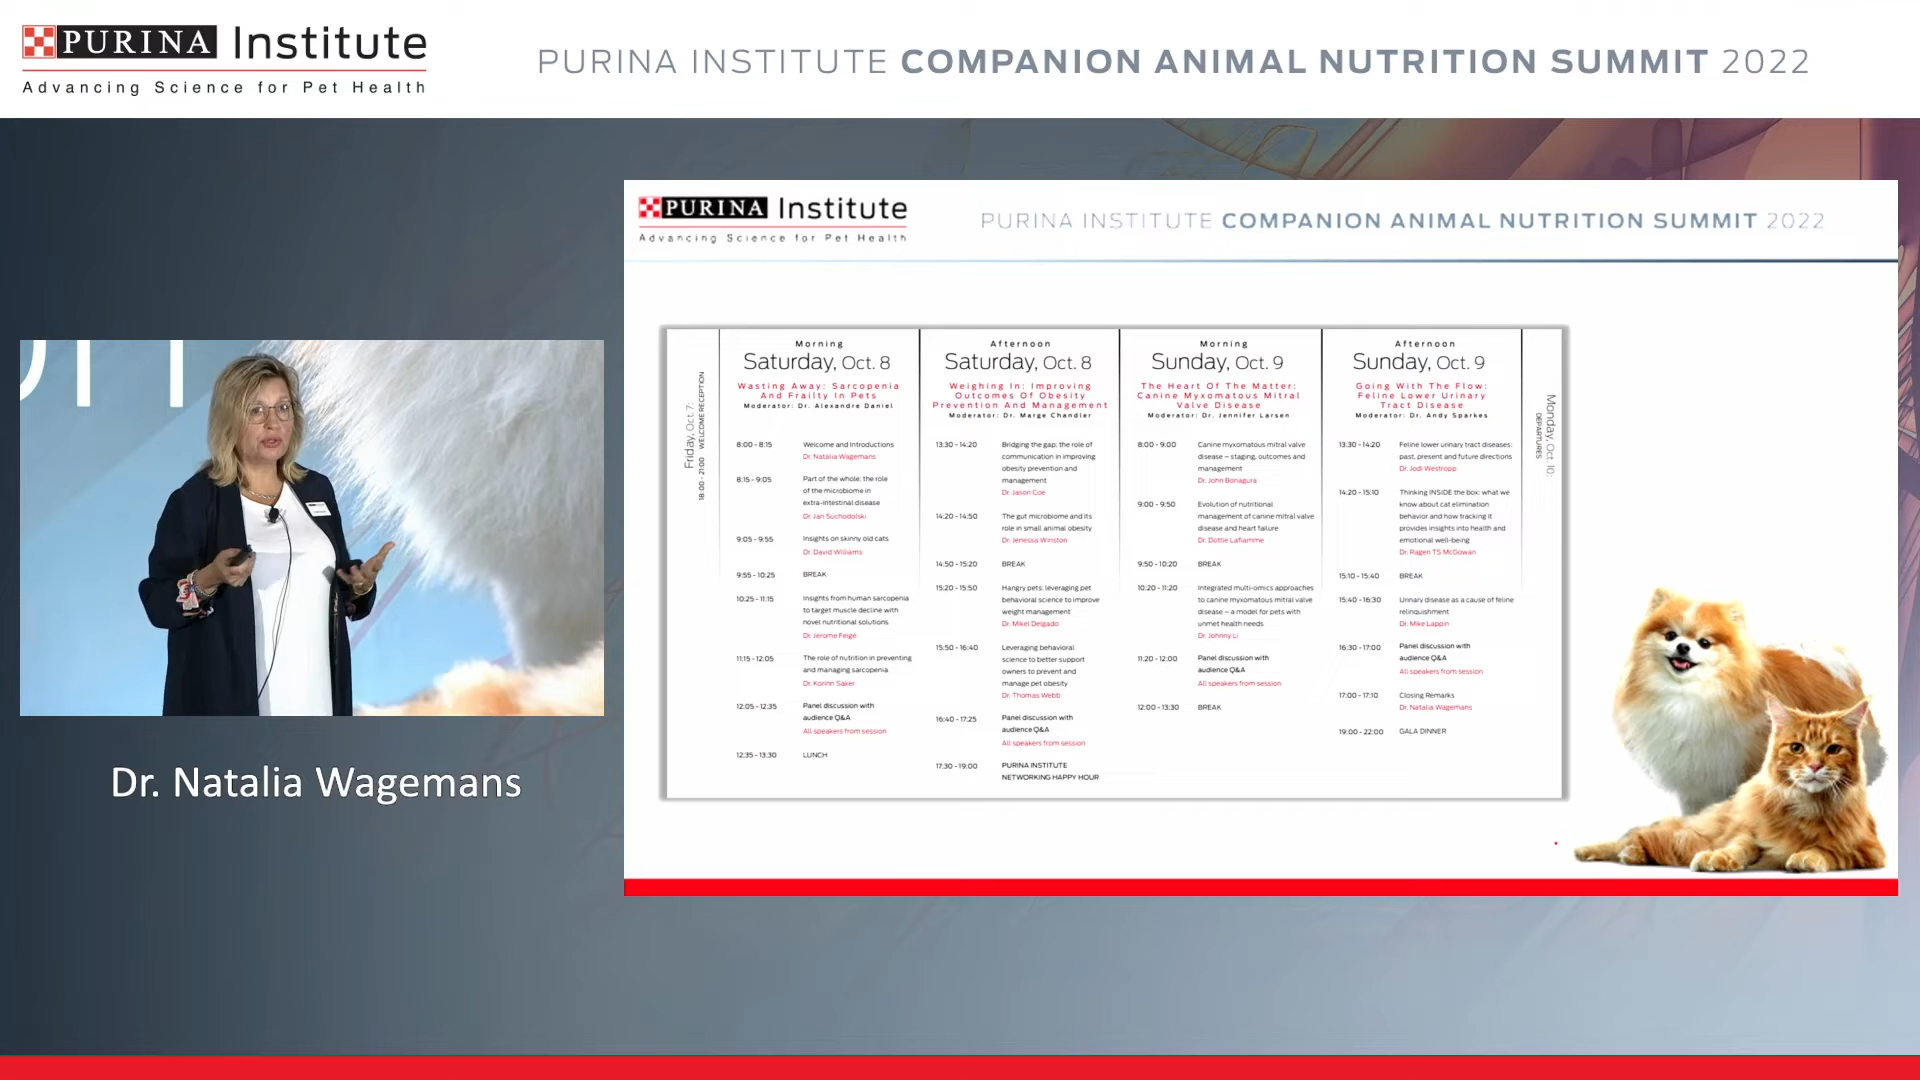 PURINA Institute
Advancing Science for Pet Health
PURINA INSTITUTE COMPANION ANIMAL NUTRITION SUMMIT 2022
Dr. Natalia Wagemans
PURINA Institute
Advancing Science for Pet Health
PURINA INSTITUTE COMPANION ANIMAL NUTRITION SUMMIT 2022
Friday, Oct. 7:
18:00 - 21:00 WELCOME RECEPTION
Morning
Saturday, Oct. 8
Wasting Away: Sarcopenia
And Frailty In Pets
Moderator: Dr. Alexandre Daniel
8:00 - 8:15 Welcome and Introductions
Dr. Natalia Wagemans
8:15 - 9:05 Part of the whole: the role
of the microbiome in
extra-intestinal disease
Dr. Jan Suchodolski
9:05 - 9:55 Insights on skinny old cats
Dr. David Williams
9:55 - 10:25 BREAK
10:25 - 11:15 Insights from human sarcopenia
to target muscle decline with
novel nutritional solutions
Dr. Jerome Feige
11:15 - 12:05 The role of nutrition in preventing
and managing sarcopenia
Dr. Korinn Saker
12:05 - 12:35 Panel discussion with
audience Q&A
All speakers from session
12:35 - 13:30 LUNCH
Afternoon
Saturday, Oct. 8
Weighing In: Improving
Outcomes Of Obesity
Prevention And Management
Moderator: Dr. Marge Chandler
13:30 - 14:20 Bridging the gap: the role of
communication in improving
obesity prevention and
management
Dr. Jason Coe
14:20 - 14:50 The gut microbiome and its
role in small animal obesity
Dr. Jenessa Winston
14:50 - 15:20 BREAK
15:20 - 15:50 Hangry pets: leveraging pet
behavioral science to improve
weight management
Dr. Mikel Delgado
15:50 - 16:40 Leveraging behavioral
science to better support
owners to prevent and
manage pet obesity
Dr. Thomas Webb
16:40 - 17:25 Panel discussion with
audience Q&A
All speakers from session
17:30 - 19:00 PURINA INSTITUTE
NETWORKING HAPPY HOUR
Morning
Sunday, Oct. 9
The Heart Of The Matter:
Canine Myxomatous Mitral
Valve Disease
Moderator: Dr. Jennifer Larsen
8:00 - 9:00 Canine myxomatous mitral valve
disease – staging, outcomes and
management
Dr. John Bonagura
9:00 - 9:50 Evolution of nutritional
management of canine mitral valve
disease and heart failure
Dr. Dottie Laflamme
9:50 - 10:20 BREAK
10:20 - 11:20 Integrated multi-omics approaches
to canine myxomatous mitral valve
disease – a model for pets with
unmet health needs
Dr. Johnny Li
11:20 - 12:00 Panel discussion with
audience Q&A
All speakers from session
12:00 - 13:30 BREAK
Afternoon
Sunday, Oct. 9
Going With The Flow:
Feline Lower Urinary
Tract Disease
Moderator: Dr. Andy Sparkes
13:30 - 14:20 Feline lower urinary tract diseases:
past, present and future directions
Dr. Jodi Westropp
14:20 - 15:10 Thinking INSIDE the box: what we
know about cat elimination
behavior and how tracking it
provides insights into health and
emotional well-being
Dr. Ragen TS McGowan
15:10 - 15:40 BREAK
15:40 - 16:30 Urinary disease as a cause of feline
relinquishment
Dr. Mike Lappin
16:30 - 17:00 Panel discussion with
audience Q&A
All speakers from session
17:00 - 17:10 Closing Remarks
Dr. Natalia Wagemans
19:00 - 22:00 GALA DINNER
Monday, Oct. 10:
DEPARTURES